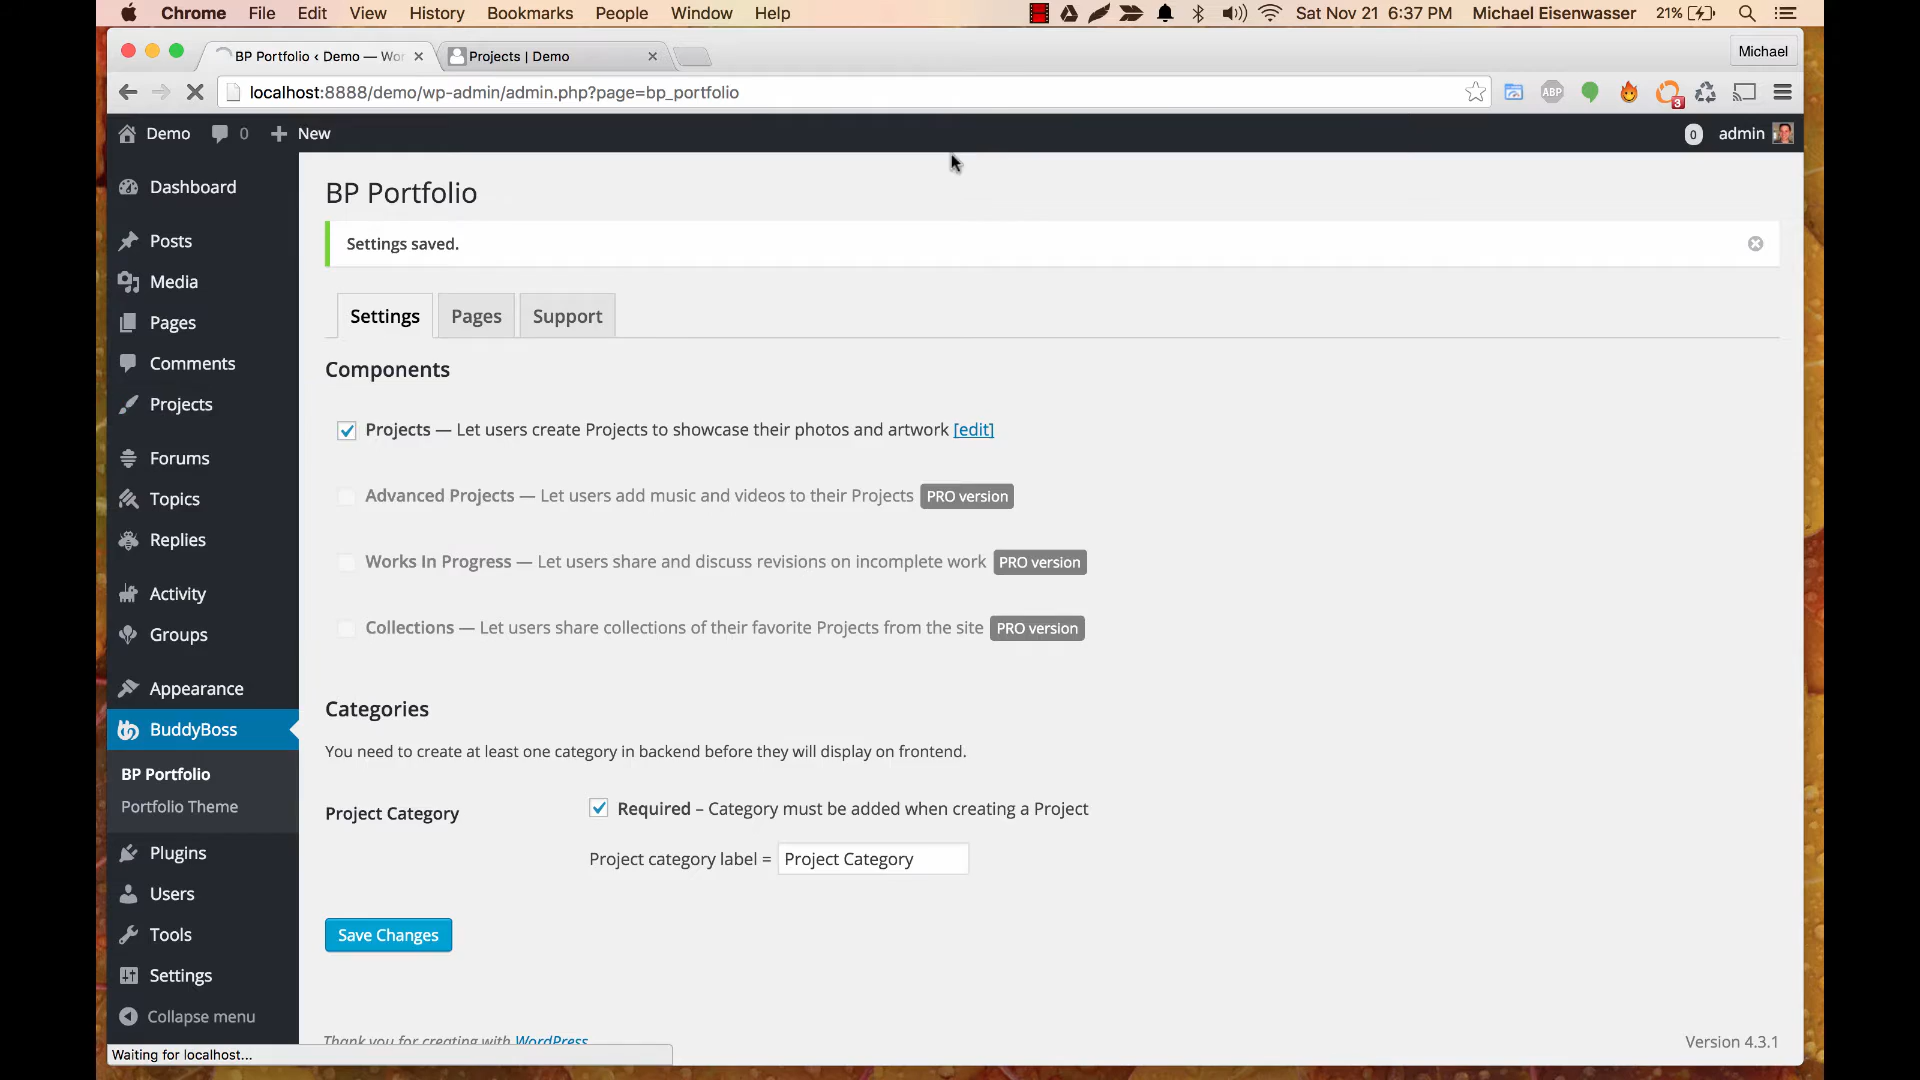 Chrome File Edit View History Bookmarks People Window Help
Sat Nov 21 6:37 PM Michael Eisenwasser 21%
BP Portfolio ‹ Demo — Wor
Projects | Demo
Michael
localhost:8888/demo/wp-admin/admin.php?page=bp_portfolio
ABP
3
Demo 0 New
0 admin
Dashboard
Posts
Media
Pages
Comments
Projects
Forums
Topics
Replies
Activity
Groups
Appearance
BuddyBoss
BP Portfolio
Portfolio Theme
Plugins
Users
Tools
Settings
Collapse menu
BP Portfolio
Settings saved.
Settings Pages Support
Components
Projects — Let users create Projects to showcase their photos and artwork [edit]
Advanced Projects — Let users add music and videos to their Projects PRO version
Works In Progress — Let users share and discuss revisions on incomplete work PRO version
Collections — Let users share collections of their favorite Projects from the site PRO version
Categories
You need to create at least one category in backend before they will display on frontend.
Project Category
Required – Category must be added when creating a Project
Project category label = Project Category
Save Changes
Thank you for creating with WordPress
Version 4.3.1
Waiting for localhost...